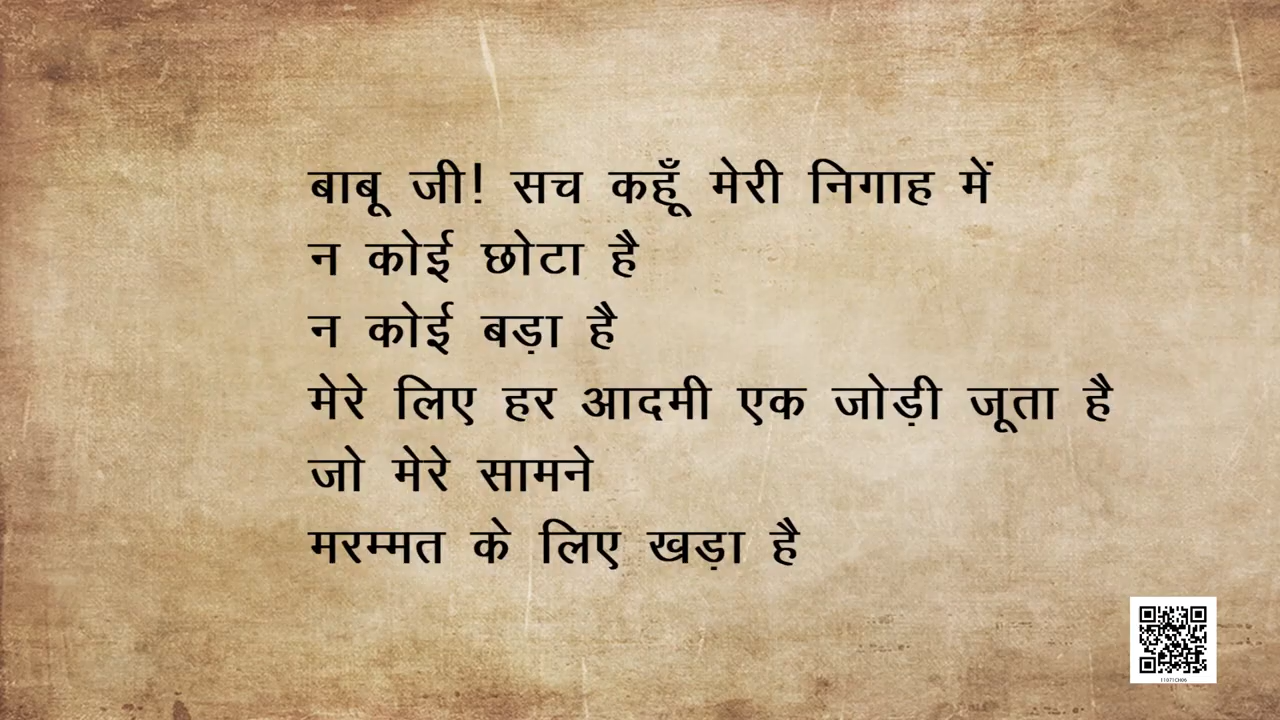 बाबू जी! सच कहूँ मेरी निगाह में
न कोई छोटा है
न कोई बड़ा है
मेरे लिए हर आदमी एक जोड़ी जूता है
जो मेरे सामने
मरम्मत के लिए खड़ा है